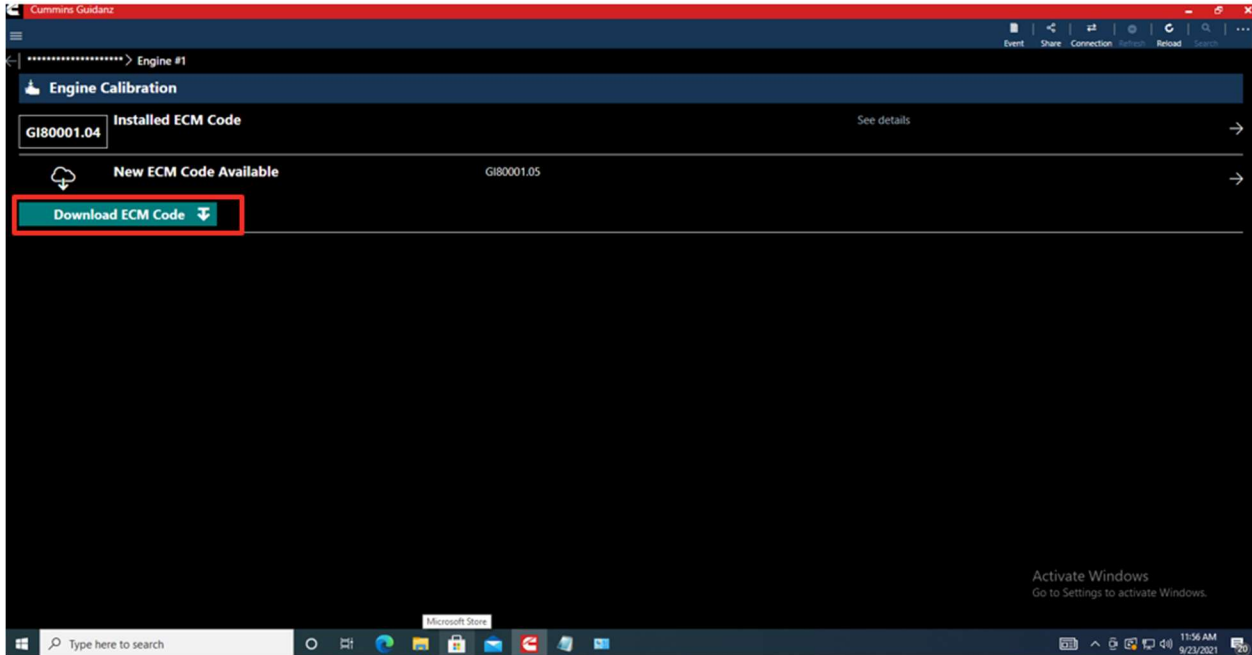 Cummins Guidanz
Event Share Connection Refresh Reload Search
********************* > Engine #1
Engine Calibration
GI80001.04 Installed ECM Code See details
New ECM Code Available GI80001.05
Download ECM Code
Activate Windows
Go to Settings to activate Windows.
Microsoft Store
Type here to search
11:56 AM
9/23/2021
20